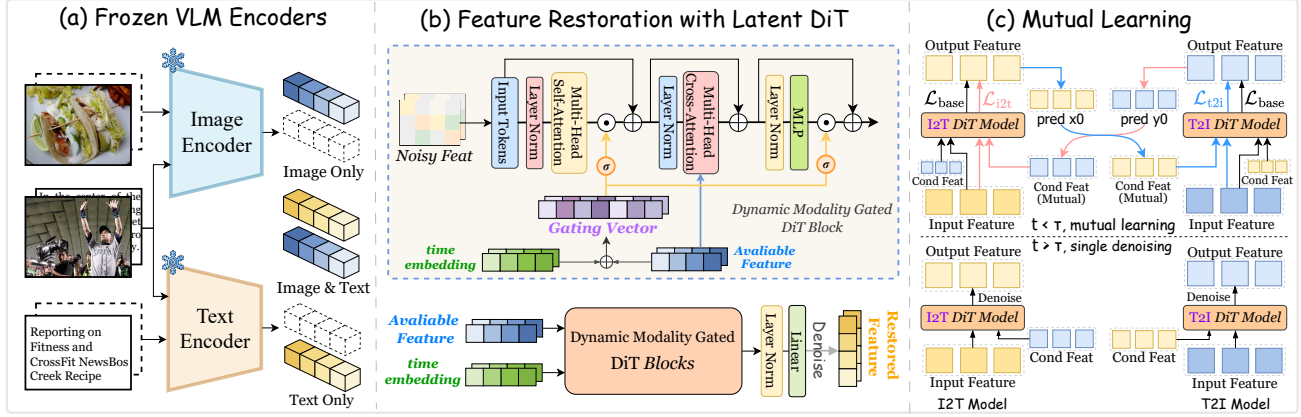 (a) Frozen VLM Encoders
Image
Encoder
Image Only
In the center of the
Image & Text
Text
Encoder
Reporting on
Fitness and
CrossFit NewsBos
Creek Recipe
Text Only
(b) Feature Restoration with Latent DiT
Noisy Feat
Input Tokens
Layer Norm
Multi-Head
Self-Attention
σ
Layer Norm
Multi-Head
Cross-Attention
Layer Norm
MLP
σ
Gating Vector
Dynamic Modality Gated
DiT Block
time
embedding
Avaliable
Feature
Avaliable
Feature
time
embedding
Dynamic Modality Gated
DiT Blocks
Layer Norm
Linear
Denoise
Restored
Feature
(c) Mutual Learning
Output Feature
Output Feature
ℒbase
ℒi2t
pred x0
pred y0
ℒt2i
ℒbase
I2T DiT Model
T2I DiT Model
Cond Feat
Cond Feat
(Mutual)
Cond Feat
(Mutual)
Cond Feat
Input Feature
t < τ, mutual learning
Input Feature
t > τ, single denoising
Output Feature
Output Feature
Denoise
Denoise
I2T DiT Model
T2I DiT Model
Cond Feat
Cond Feat
Input Feature
Input Feature
I2T Model
T2I Model